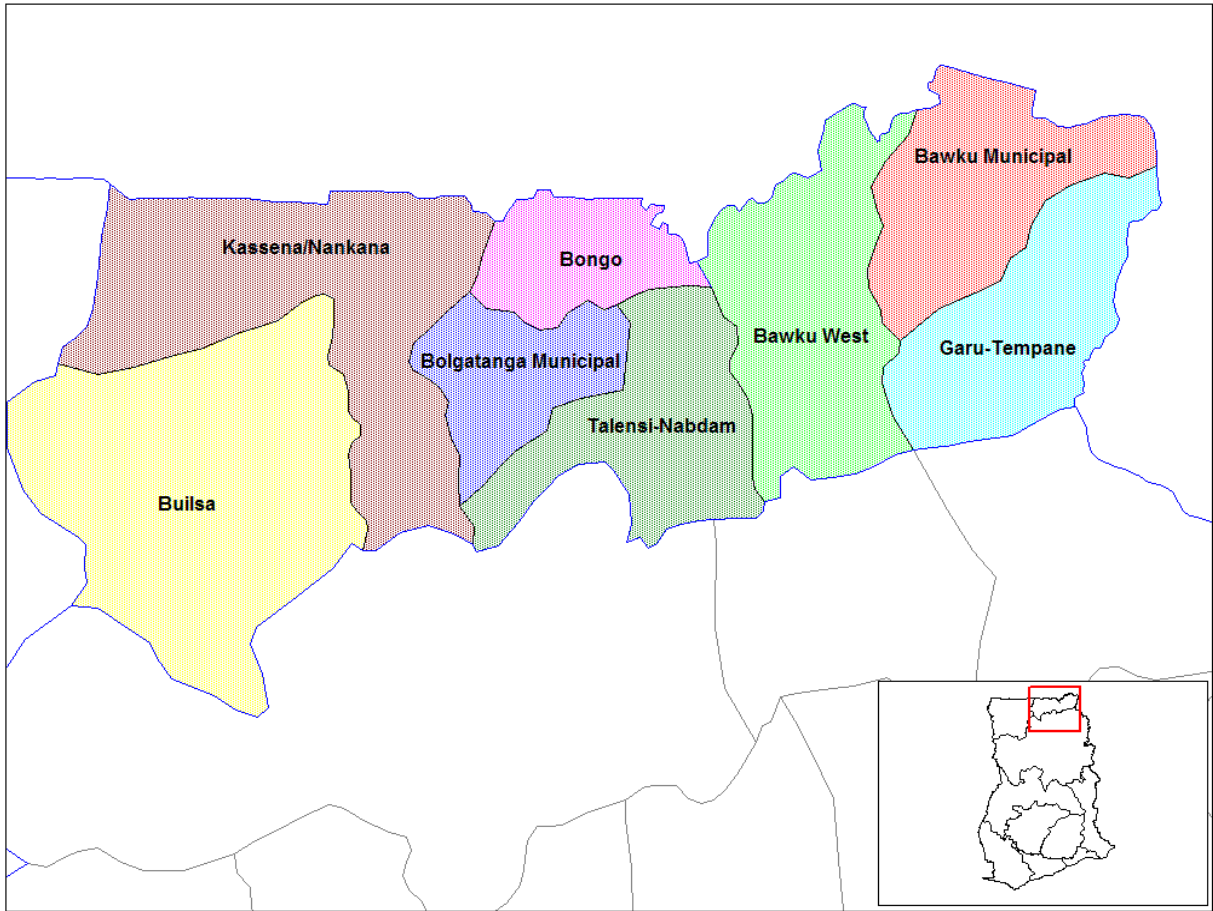 Bawku Municipal
Kassena/Nankana
Bongo
Bawku West
Garu-Tempane
Bolgatanga Municipal
Talensi-Nabdam
Builsa